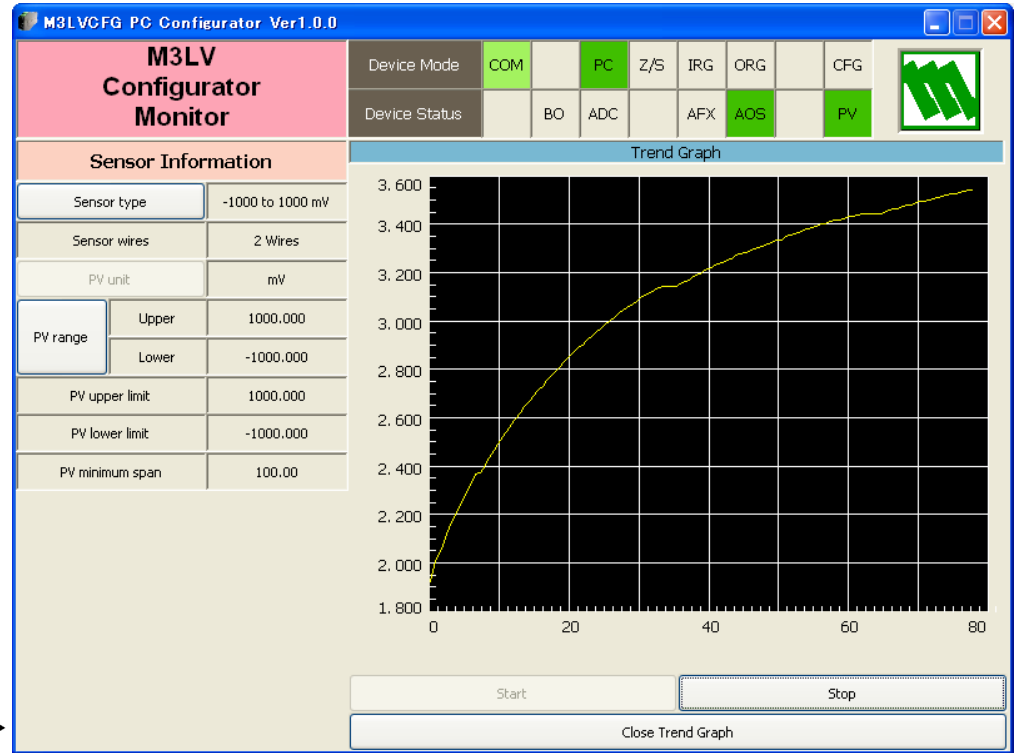 M3LVCFG PC Configurator Ver1.0.0
M3LV
Configurator
Monitor
Device Mode COM PC Z/S IRG ORG CFG
Device Status BO ADC AFX AOS PV
Sensor Information
Sensor type -1000 to 1000 mV
Sensor wires 2 Wires
PV unit mV
PV range
Upper 1000.000
Lower -1000.000
PV upper limit 1000.000
PV lower limit -1000.000
PV minimum span 100.00
Trend Graph
3.600
3.400
3.200
3.000
2.800
2.600
2.400
2.200
2.000
1.800
0 20 40 60 80
Start Stop
Close Trend Graph